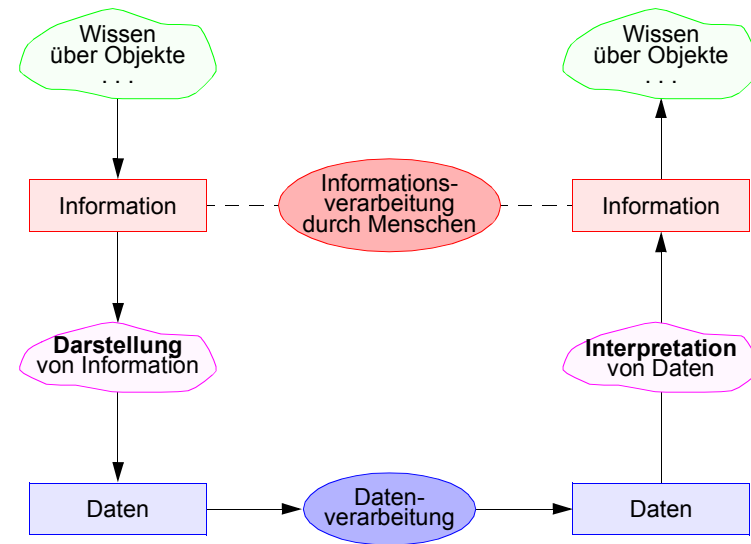 Wissen
über Objekte
. . .
Wissen
über Objekte
. . .
Information
Informations-
verarbeitung
durch Menschen
Information
Darstellung
von Information
Interpretation
von Daten
Daten
Daten-
verarbeitung
Daten